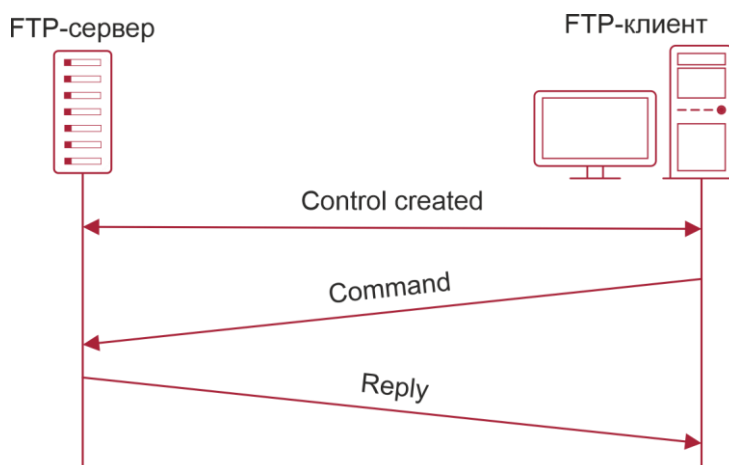 FTP-сервер
FTP-клиент
Control created
Command
Reply